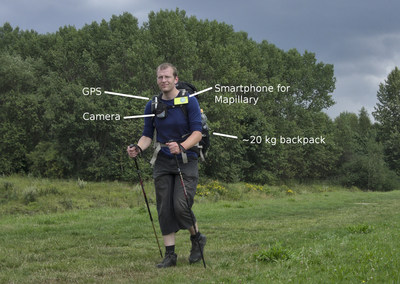 GPS
Smartphone for
Mapillary
Camera
~20 kg backpack